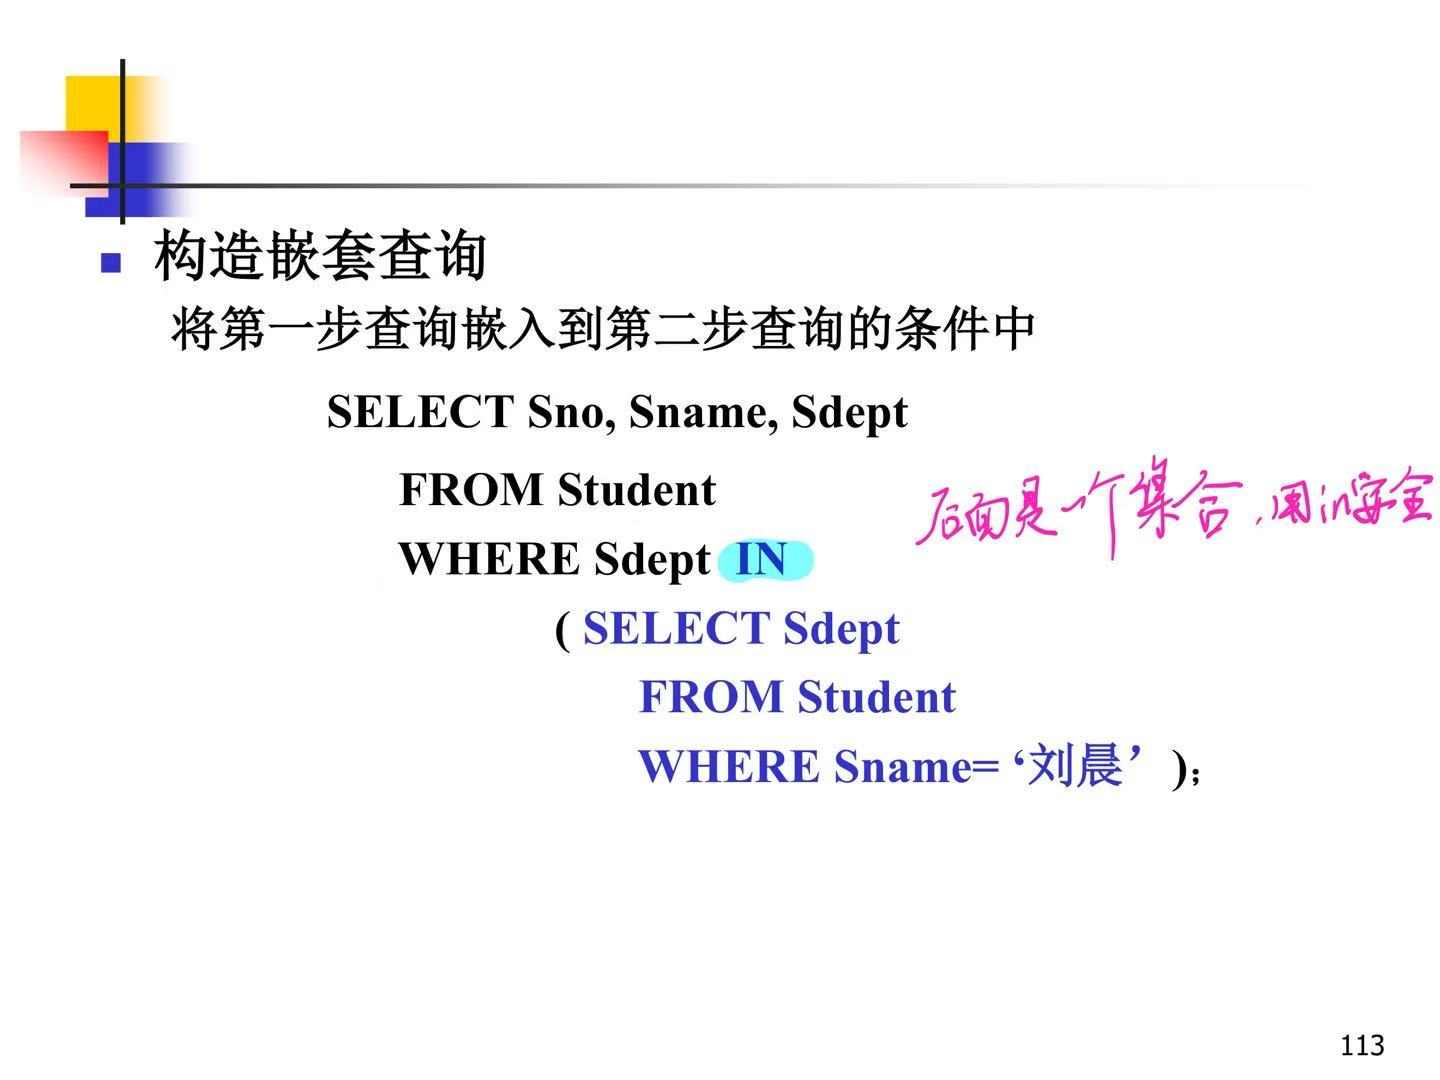 构造嵌套查询
将第一步查询嵌入到第二步查询的条件中
SELECT Sno, Sname, Sdept
FROM Student
后面是一个集合,用in安全
WHERE Sdept IN
( SELECT Sdept
FROM Student
WHERE Sname= ‘刘晨’);
113